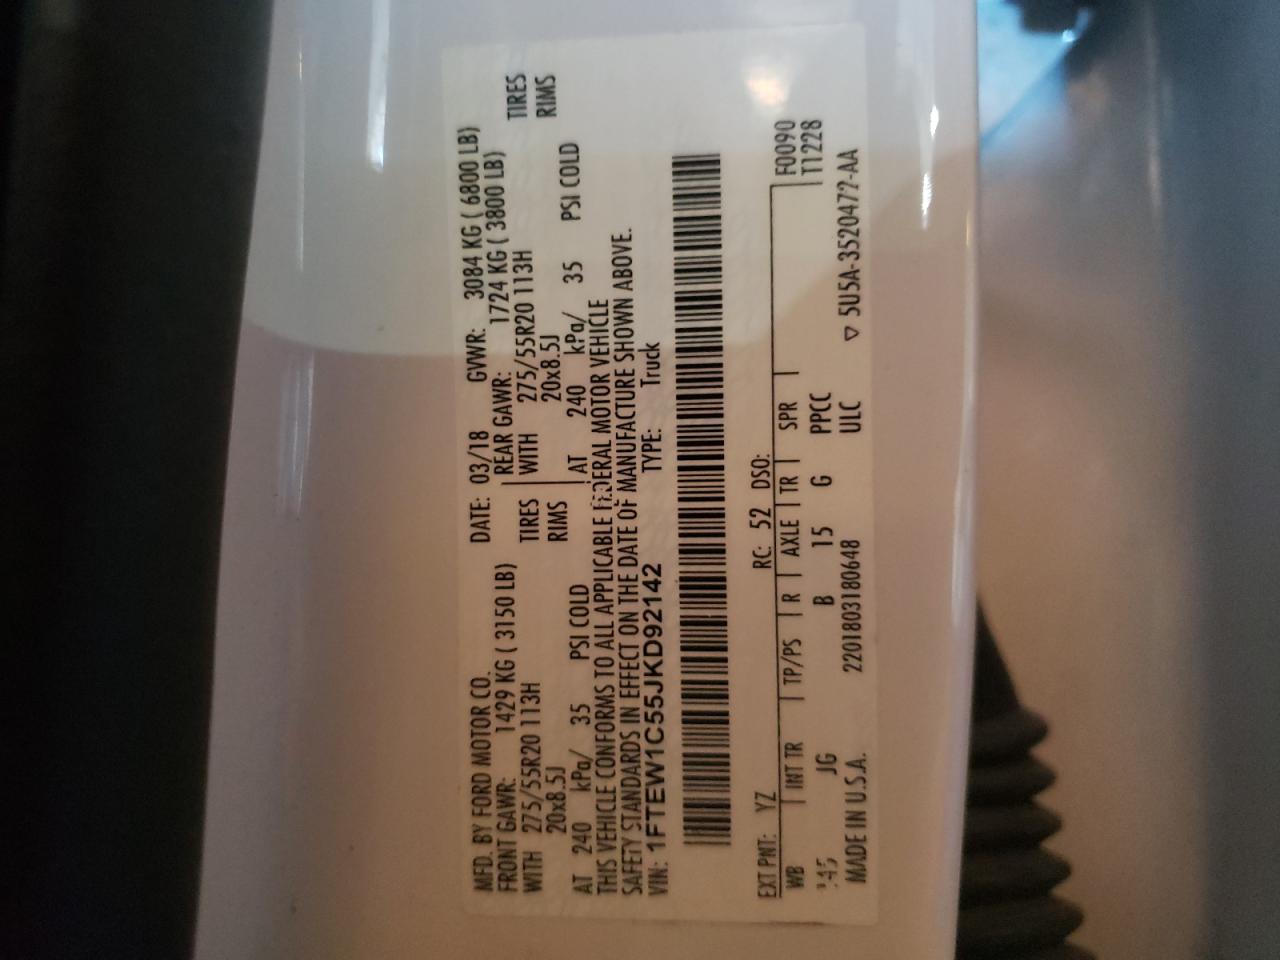 MFD. BY FORD MOTOR CO.
DATE: 03/18 GVWR: 3084 KG ( 6800 LB)
FRONT GAWR: 1429 KG ( 3150 LB)
REAR GAWR: 1724 KG ( 3800 LB)
WITH 275/55R20 113H TIRES
WITH 275/55R20 113H TIRES
20x8.5J RIMS
20x8.5J RIMS
AT 240 kPa/ 35 PSI COLD
AT 240 kPa/ 35 PSI COLD
THIS VEHICLE CONFORMS TO ALL APPLICABLE FEDERAL MOTOR VEHICLE
SAFETY STANDARDS IN EFFECT ON THE DATE OF MANUFACTURE SHOWN ABOVE.
VIN: 1FTEW1C55JKD92142 TYPE: Truck
EXT PNT: YZ RC: 52 DSO: F0090
WB INT TR TP/PS R AXLE TR SPR T1228
145 JG B 15 G PPCC
ULC
MADE IN U.S.A. 2201803180648 ▽ 5U5A-3520472-AA